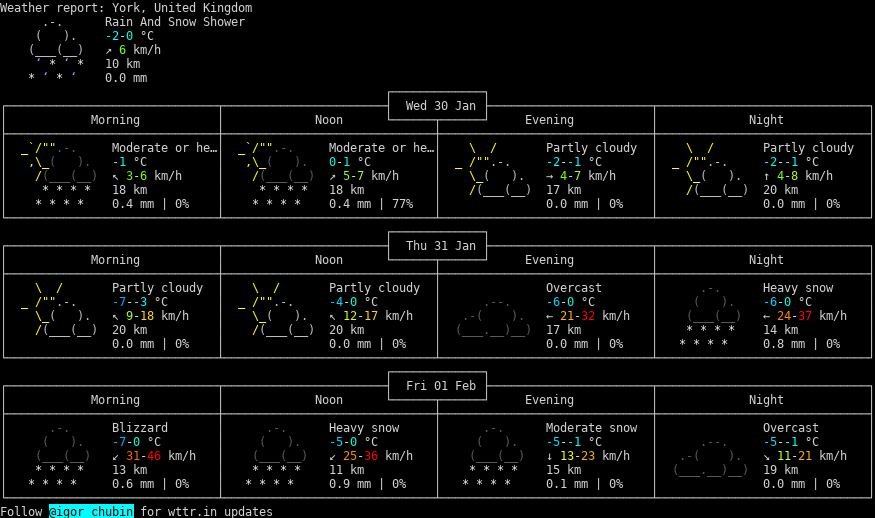 Weather report: York, United Kingdom
Rain And Snow Shower
-2-0 °C
↗ 6 km/h
10 km
0.0 mm
Wed 30 Jan
Morning Noon Evening Night
Moderate or he… Moderate or he… Partly cloudy Partly cloudy
-1 °C 0-1 °C -2--1 °C -2--1 °C
↖ 3-6 km/h ↗ 5-7 km/h → 4-7 km/h ↑ 4-8 km/h
18 km 18 km 17 km 20 km
0.4 mm | 0% 0.4 mm | 77% 0.0 mm | 0% 0.0 mm | 0%
Thu 31 Jan
Morning Noon Evening Night
Partly cloudy Partly cloudy Overcast Heavy snow
-7--3 °C -4-0 °C -6-0 °C -6-0 °C
↖ 9-18 km/h ↖ 12-17 km/h ← 21-32 km/h ← 24-37 km/h
20 km 20 km 17 km 14 km
0.0 mm | 0% 0.0 mm | 0% 0.0 mm | 0% 0.8 mm | 0%
Fri 01 Feb
Morning Noon Evening Night
Blizzard Heavy snow Moderate snow Overcast
-7-0 °C -5-0 °C -5--1 °C -5--1 °C
↙ 31-46 km/h ↙ 25-36 km/h ↓ 13-23 km/h ↘ 11-21 km/h
13 km 11 km 15 km 19 km
0.6 mm | 0% 0.9 mm | 0% 0.1 mm | 0% 0.0 mm | 0%
Follow @igor_chubin for wttr.in updates